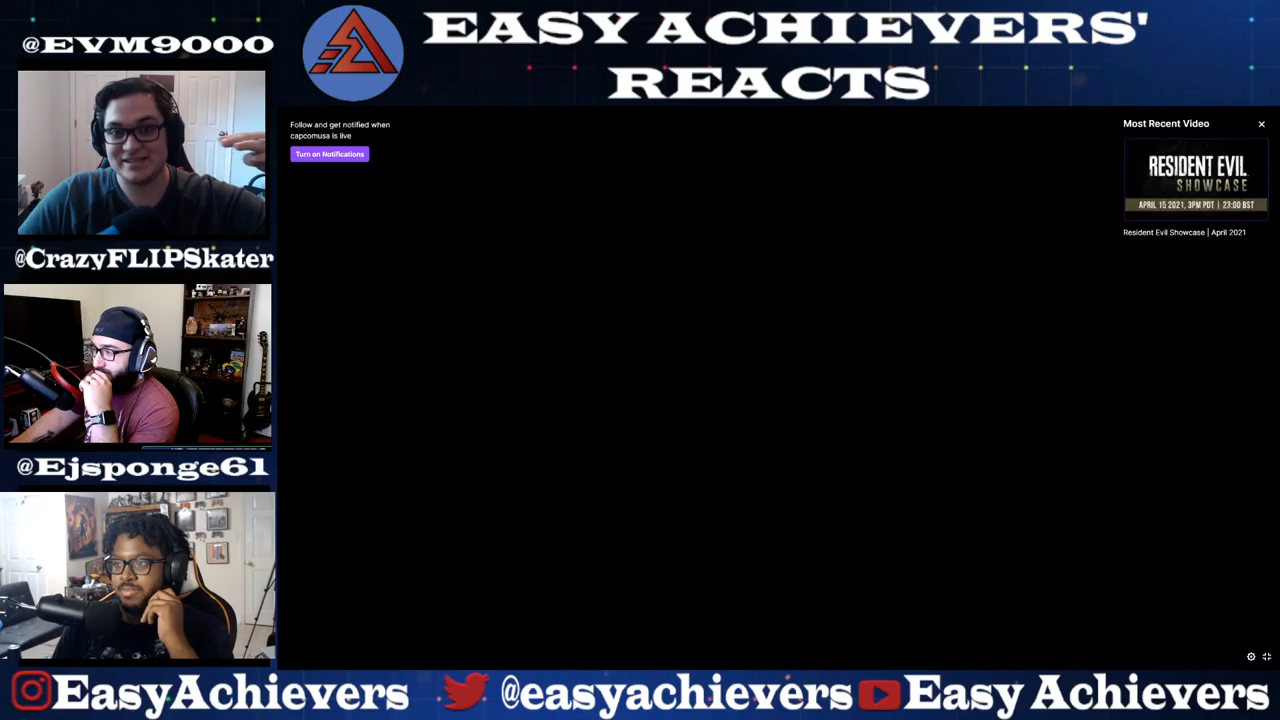 @EVM9000
EASY ACHIEVERS'
REACTS
Follow and get notified when
capcomusa is live
Turn on Notifications
Most Recent Video
RESIDENT EVIL
SHOWCASE
APRIL 15 2021, 3PM PDT | 23:00 BST
Resident Evil Showcase | April 2021
@CrazyFLIPSkater
@Ejsponge61
EasyAchievers
@easyachievers
Easy Achievers